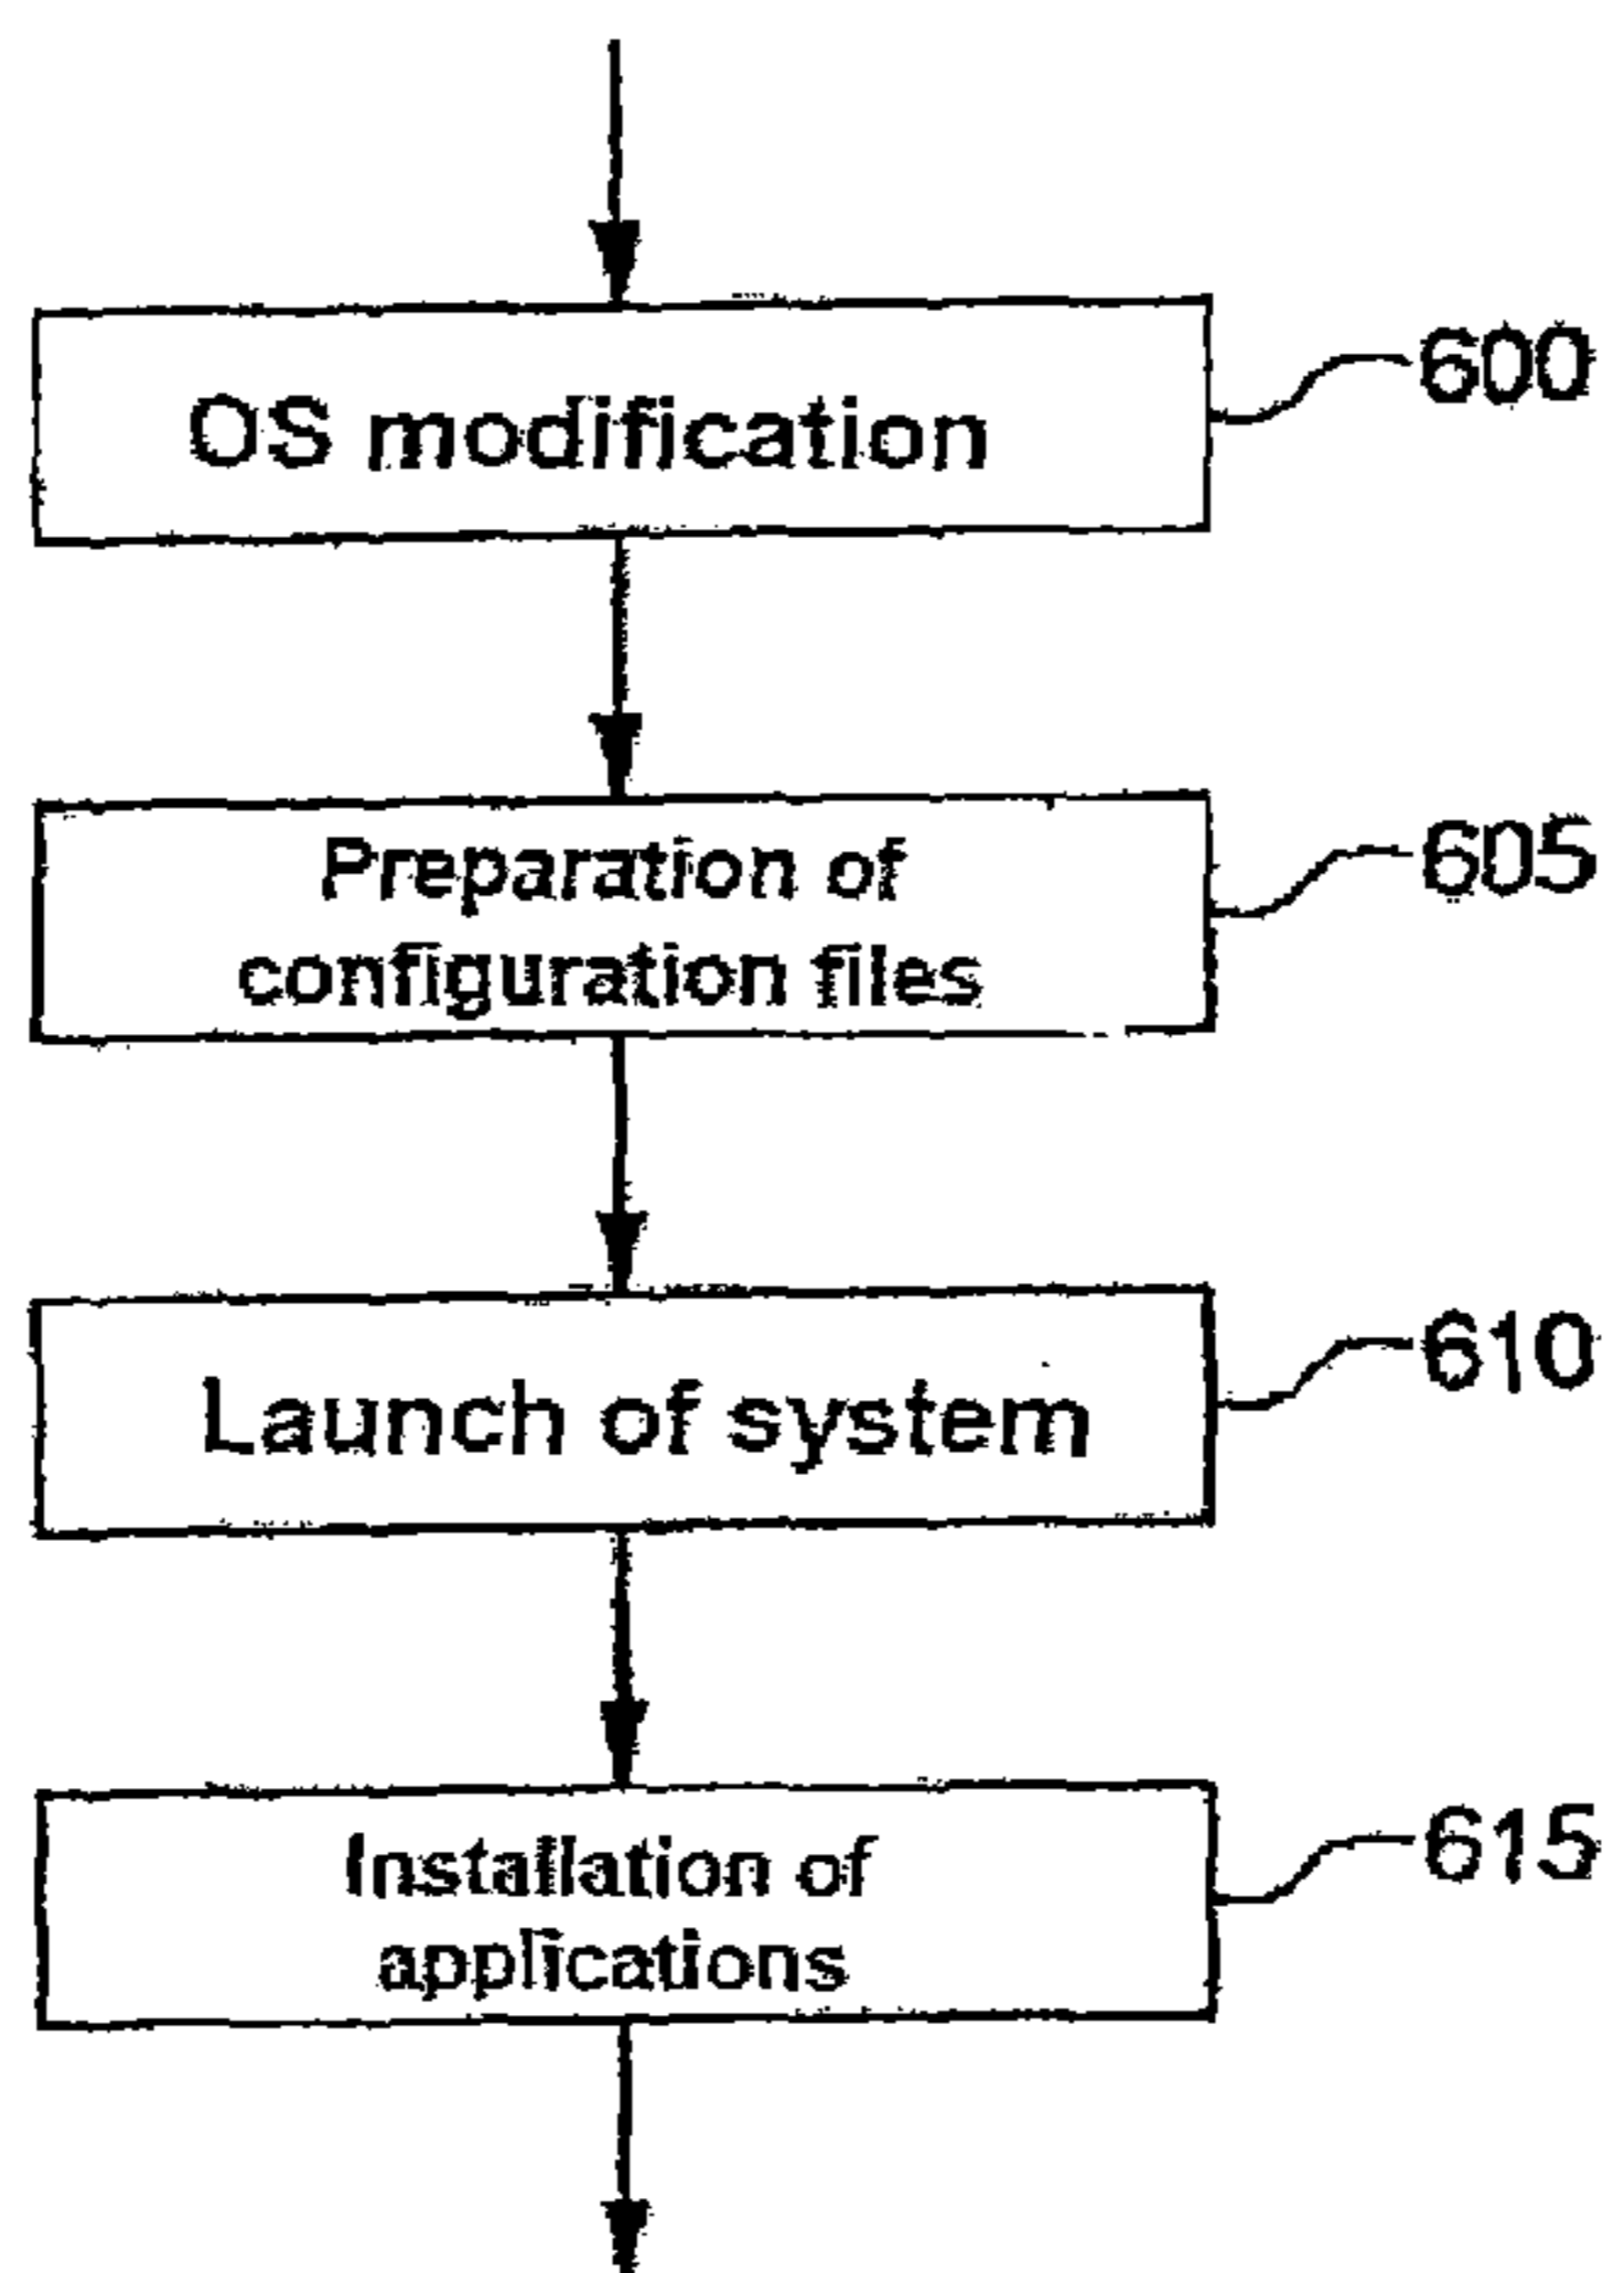 OS modification
600
Preparation of
configuration files
605
Launch of system
610
Installation of
applications
615